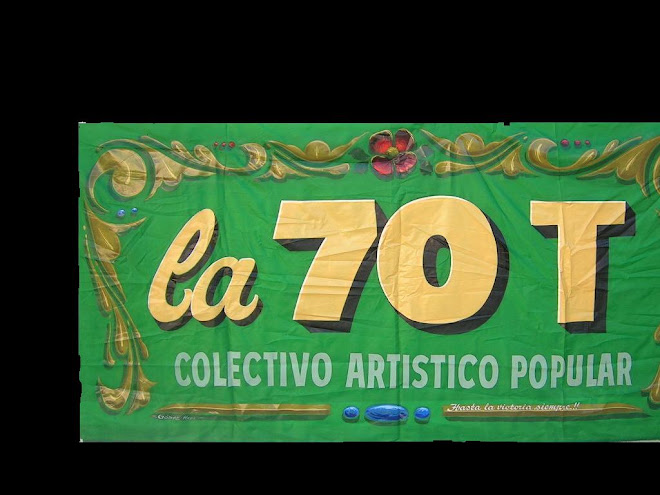 la 70 T
COLECTIVO ARTISTICO POPULAR
Hasta la victoria siempre!!